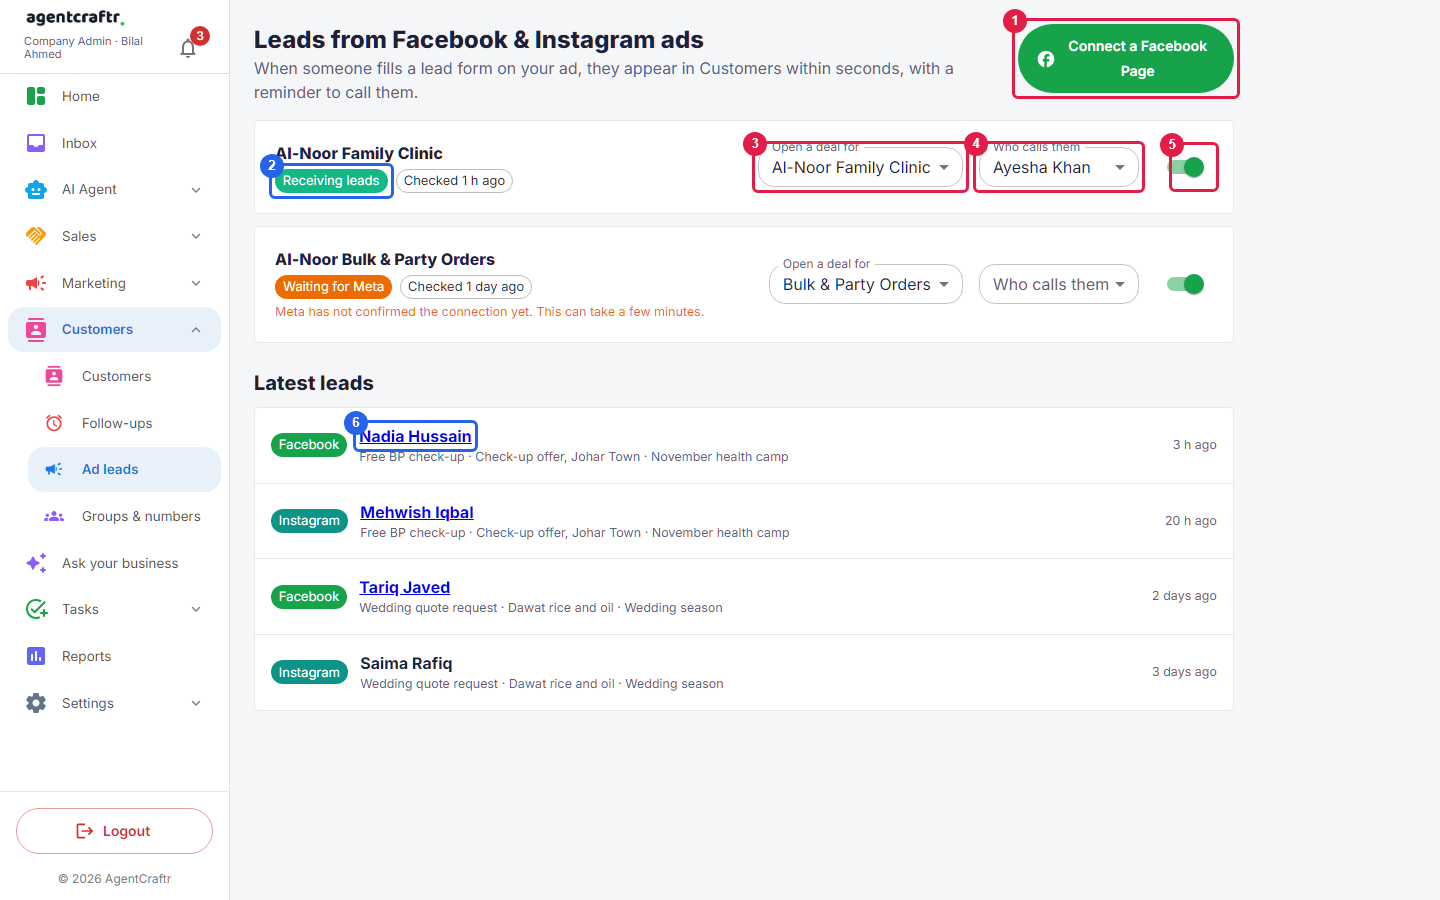 agentcraftr.
Company Admin · Bilal
Ahmed
3
Home
Inbox
AI Agent
Sales
Marketing
Customers
Customers
Follow-ups
Ad leads
Groups & numbers
Ask your business
Tasks
Reports
Settings
Logout
© 2026 AgentCraftr
Leads from Facebook & Instagram ads
When someone fills a lead form on your ad, they appear in Customers within seconds, with a
reminder to call them.
1
Connect a Facebook
Page
Al-Noor Family Clinic
2
Receiving leads
Checked 1 h ago
3
Open a deal for
Al-Noor Family Clinic
4
Who calls them
Ayesha Khan
5
Al-Noor Bulk & Party Orders
Waiting for Meta
Checked 1 day ago
Meta has not confirmed the connection yet. This can take a few minutes.
Open a deal for
Bulk & Party Orders
Who calls them
Latest leads
6
Facebook
Nadia Hussain
Free BP check-up · Check-up offer, Johar Town · November health camp
3 h ago
Instagram
Mehwish Iqbal
Free BP check-up · Check-up offer, Johar Town · November health camp
20 h ago
Facebook
Tariq Javed
Wedding quote request · Dawat rice and oil · Wedding season
2 days ago
Instagram
Saima Rafiq
Wedding quote request · Dawat rice and oil · Wedding season
3 days ago